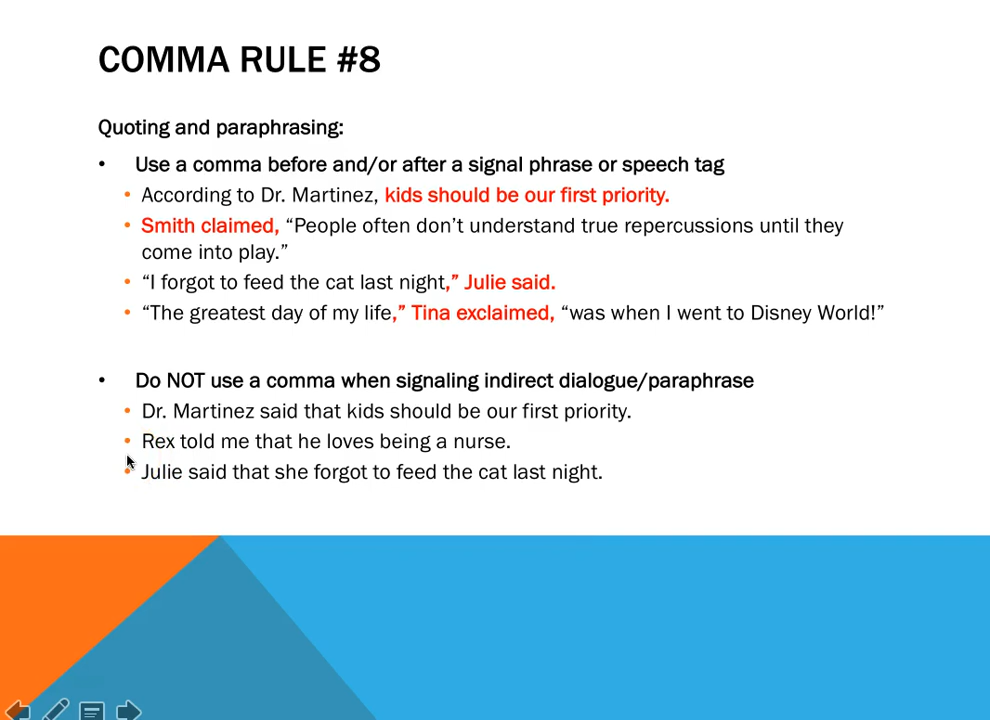 COMMA RULE #8
Quoting and paraphrasing:
• Use a comma before and/or after a signal phrase or speech tag
• According to Dr. Martinez, kids should be our first priority.
• Smith claimed, “People often don’t understand true repercussions until they
come into play.”
• “I forgot to feed the cat last night,” Julie said.
• “The greatest day of my life,” Tina exclaimed, “was when I went to Disney World!”
• Do NOT use a comma when signaling indirect dialogue/paraphrase
• Dr. Martinez said that kids should be our first priority.
• Rex told me that he loves being a nurse.
• Julie said that she forgot to feed the cat last night.